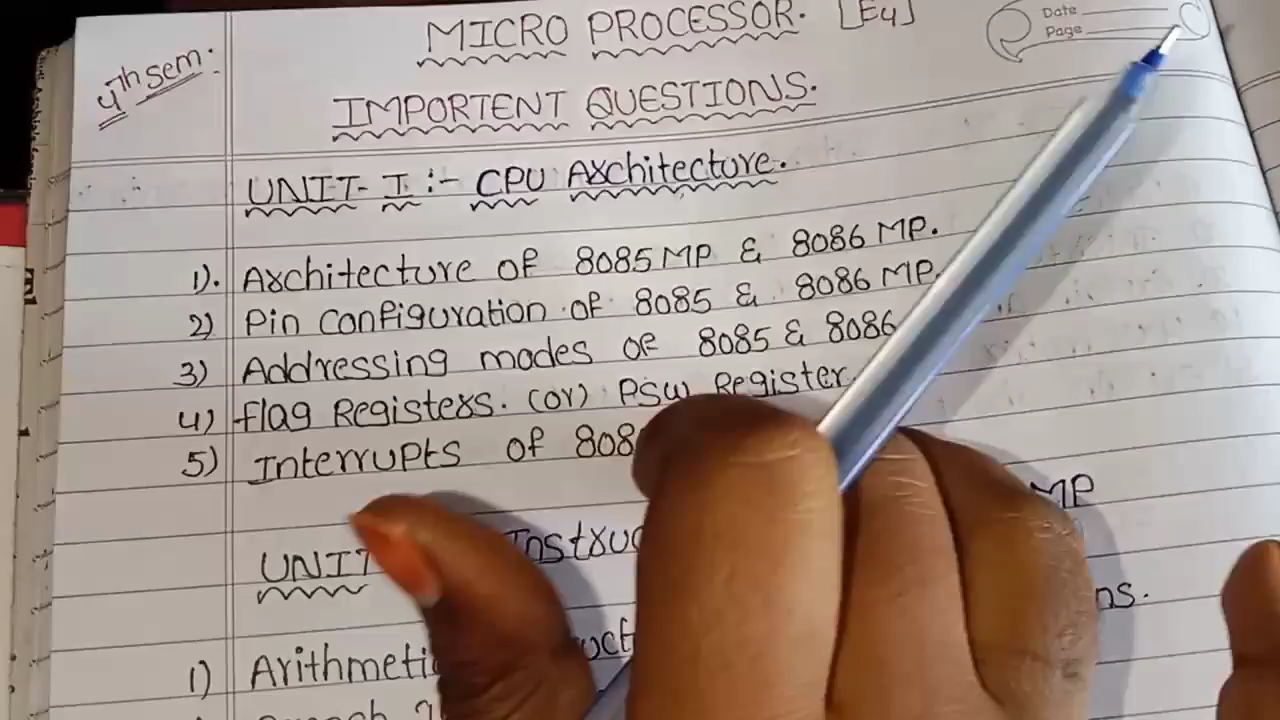 MICRO PROCESSOR. [E4]
Date
Page
4th sem:
IMPORTENT QUESTIONS.
UNIT- I :- CPU Architecture.
1). Architecture of 8085 MP & 8086 MP.
2) Pin Configuration of 8085 & 8086 MP.
3) Addressing modes of 8085 & 8086
4) flag Registers. (or) PSW Register
5) Interrupts of 808
UNIT MP
ns.
1) Arithmeti